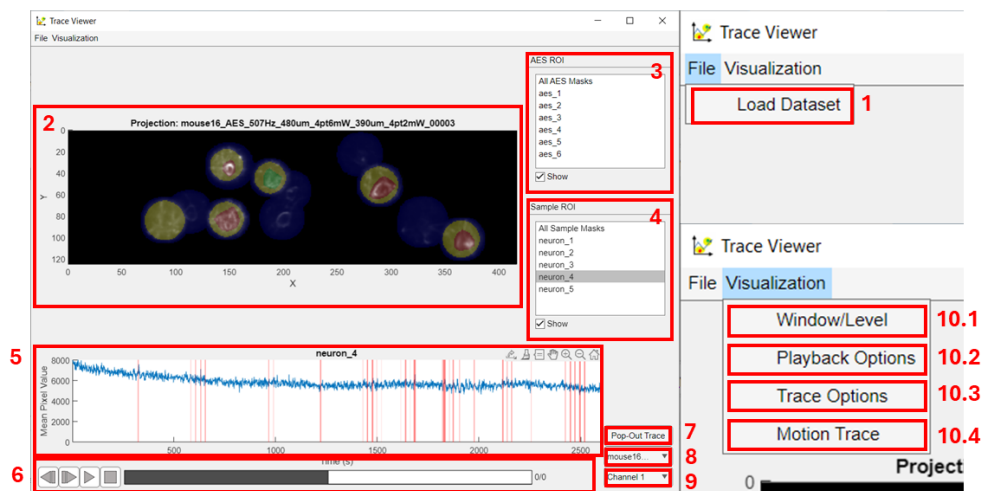 Trace Viewer
File Visualization
2
Projection: mouse16_AES_507Hz_480um_4pt6mW_390um_4pt2mW_00003
0
20
40
60
80
100
120
Y
0 50 100 150 200 250 300 350 400
X
AES ROI
3
All AES Masks
aes_1
aes_2
aes_3
aes_4
aes_5
aes_6
Show
Sample ROI
4
All Sample Masks
neuron_1
neuron_2
neuron_3
neuron_4
neuron_5
Show
5
neuron_4
8000
6000
4000
2000
0
Mean Pixel Value
500 1000 1500 2000 2500
Time (s)
6
0/0
Pop-Out Trace 7
mouse16... 8
Channel 1 9
Trace Viewer
File Visualization
Load Dataset 1
Trace Viewer
File Visualization
Window/Level 10.1
Playback Options 10.2
Trace Options 10.3
Motion Trace 10.4
Project
0